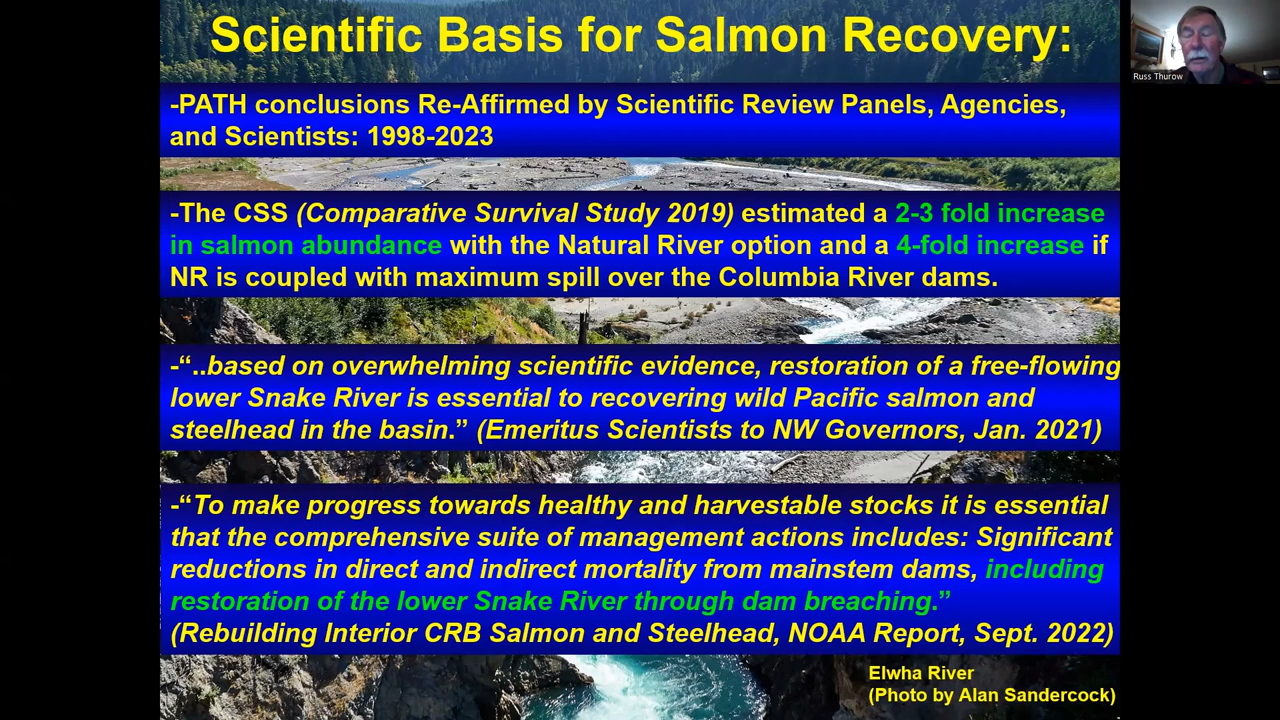 Scientific Basis for Salmon Recovery:
Russ Thurow
-PATH conclusions Re-Affirmed by Scientific Review Panels, Agencies,
and Scientists: 1998-2023
-The CSS (Comparative Survival Study 2019) estimated a 2-3 fold increase
in salmon abundance with the Natural River option and a 4-fold increase if
NR is coupled with maximum spill over the Columbia River dams.
-“..based on overwhelming scientific evidence, restoration of a free-flowing
lower Snake River is essential to recovering wild Pacific salmon and
steelhead in the basin.” (Emeritus Scientists to NW Governors, Jan. 2021)
-“To make progress towards healthy and harvestable stocks it is essential
that the comprehensive suite of management actions includes: Significant
reductions in direct and indirect mortality from mainstem dams, including
restoration of the lower Snake River through dam breaching.”
(Rebuilding Interior CRB Salmon and Steelhead, NOAA Report, Sept. 2022)
Elwha River
(Photo by Alan Sandercock)